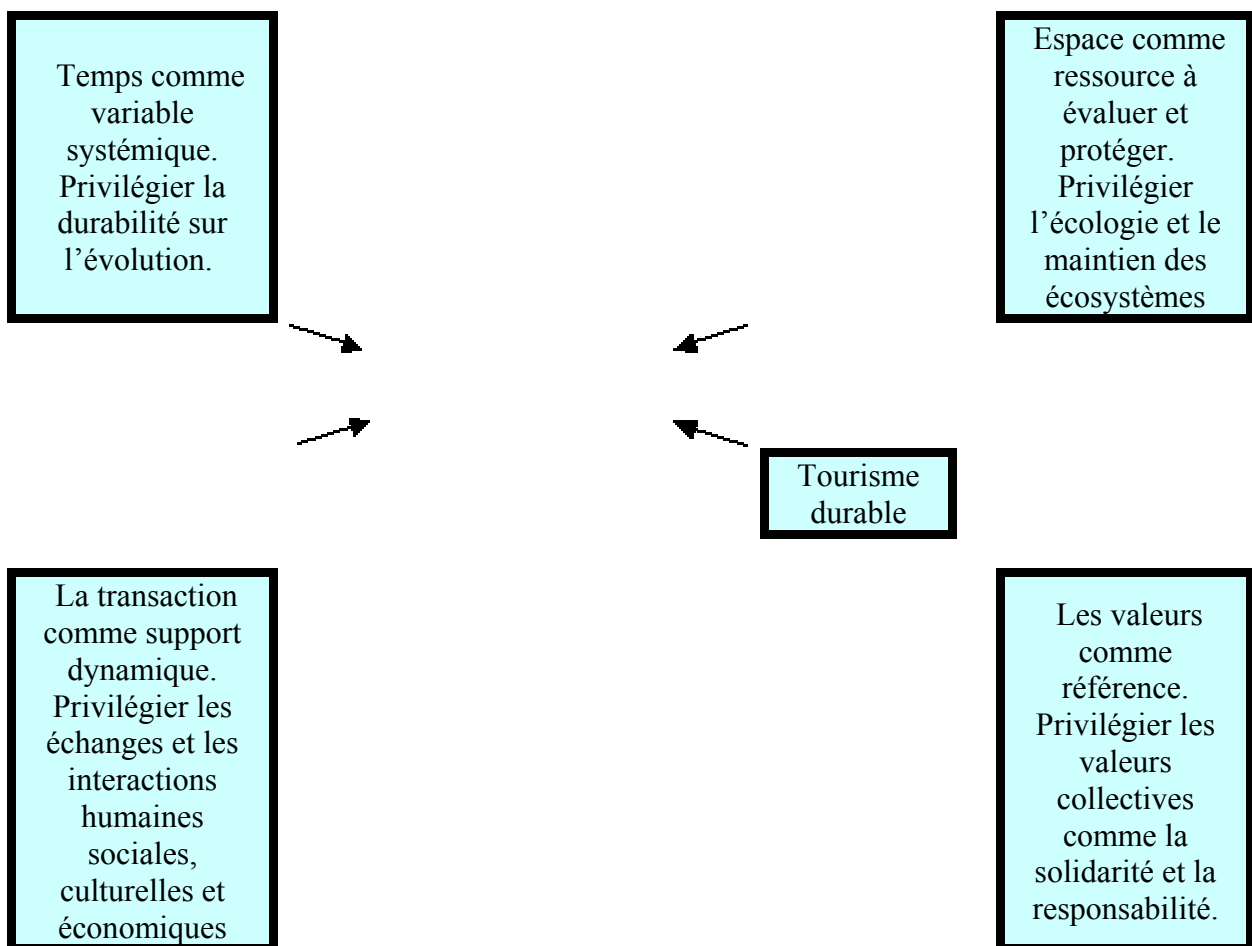 Temps comme
variable
systémique.
Privilégier la
durabilité sur
l’évolution.
Espace comme
ressource à
évaluer et
protéger.
Privilégier
l’écologie et le
maintien des
écosystèmes
Tourisme
durable
La transaction
comme support
dynamique.
Privilégier les
échanges et les
interactions
humaines
sociales,
culturelles et
économiques
Les valeurs
comme
référence.
Privilégier les
valeurs
collectives
comme la
solidarité et la
responsabilité.